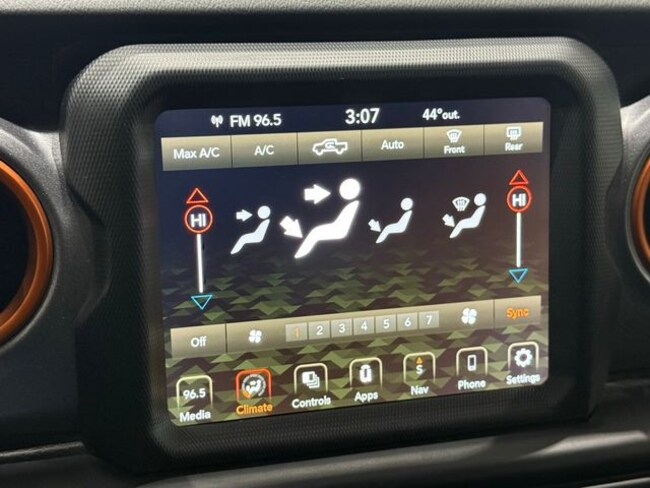 FM 96.5 3:07 44°out.
Max A/C A/C Auto Front Rear
HI HI
Off 1 2 3 4 5 6 7 Sync
96.5 S
Media Climate Controls Apps Nav Phone Settings